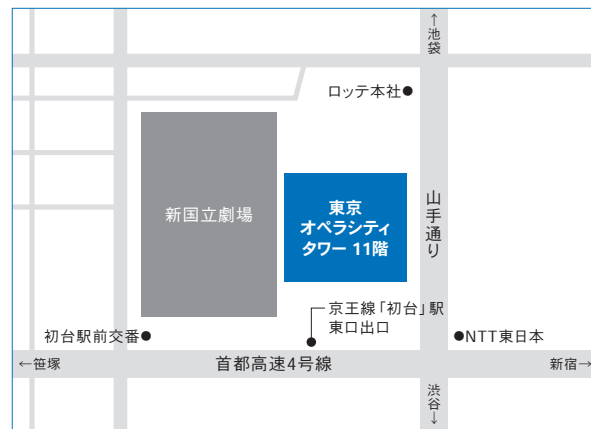 ↑池袋
ロッテ本社●
新国立劇場
東京
オペラシティ
タワー 11階
山手通り
京王線「初台」駅
東口出口
初台駅前交番●
●NTT東日本
←笹塚
首都高速4号線
新宿→
渋谷↓